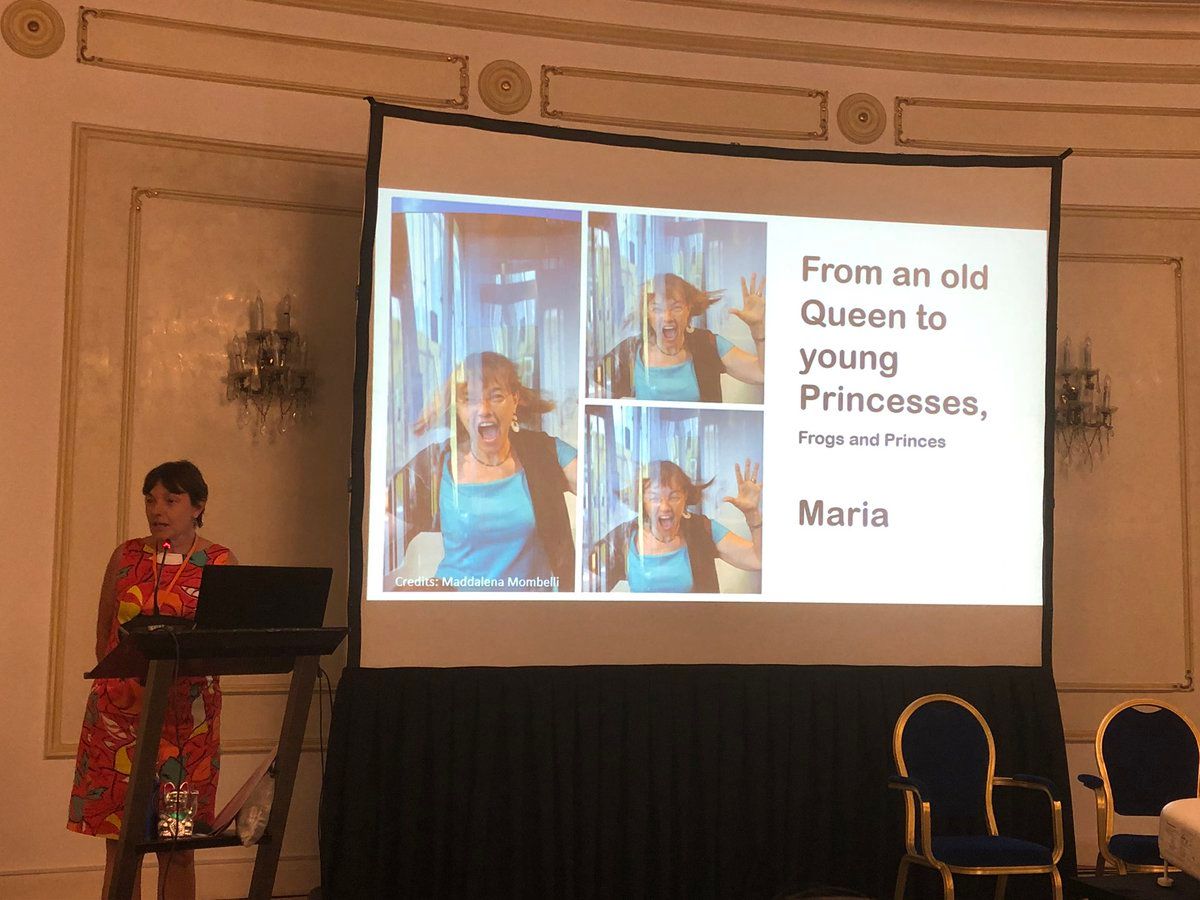 From an old
Queen to
young
Princesses,
Frogs and Princes
Maria
Credits: Maddalena Mombelli